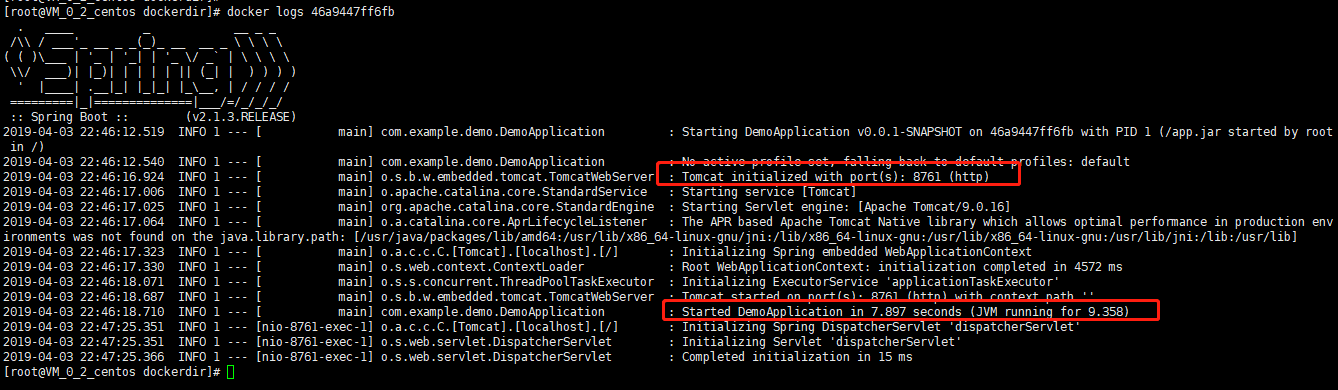 [root@VM_0_2_centos dockerdir]# docker logs 46a9447ff6fb
  .   ____          _            __ _ _
 /\\ / ___'_ __ _ _(_)_ __  __ _ \ \ \ \
( ( )\___ | '_ | '_| | '_ \/ _` | \ \ \ \
 \\/  ___)| |_)| | | | | || (_| |  ) ) ) )
  '  |____| .__|_| |_|_| |_\__, | / / / /
 =========|_|==============|___/=/_/_/_/
 :: Spring Boot ::        (v2.1.3.RELEASE)
2019-04-03 22:46:12.519  INFO 1 --- [           main] com.example.demo.DemoApplication         : Starting DemoApplication v0.0.1-SNAPSHOT on 46a9447ff6fb with PID 1 (/app.jar started by root
 in /)
2019-04-03 22:46:12.540  INFO 1 --- [           main] com.example.demo.DemoApplication         : No active profile set, falling back to default profiles: default
2019-04-03 22:46:16.924  INFO 1 --- [           main] o.s.b.w.embedded.tomcat.TomcatWebServer  : Tomcat initialized with port(s): 8761 (http)
2019-04-03 22:46:17.006  INFO 1 --- [           main] o.apache.catalina.core.StandardService   : Starting service [Tomcat]
2019-04-03 22:46:17.025  INFO 1 --- [           main] org.apache.catalina.core.StandardEngine  : Starting Servlet engine: [Apache Tomcat/9.0.16]
2019-04-03 22:46:17.064  INFO 1 --- [           main] o.a.catalina.core.AprLifecycleListener   : The APR based Apache Tomcat Native library which allows optimal performance in production env
ironments was not found on the java.library.path: [/usr/java/packages/lib/amd64:/usr/lib/x86_64-linux-gnu/jni:/lib/x86_64-linux-gnu:/usr/lib/x86_64-linux-gnu:/usr/lib/jni:/lib:/usr/lib]
2019-04-03 22:46:17.323  INFO 1 --- [           main] o.a.c.c.C.[Tomcat].[localhost].[/]       : Initializing Spring embedded WebApplicationContext
2019-04-03 22:46:17.330  INFO 1 --- [           main] o.s.web.context.ContextLoader            : Root WebApplicationContext: initialization completed in 4572 ms
2019-04-03 22:46:18.071  INFO 1 --- [           main] o.s.s.concurrent.ThreadPoolTaskExecutor  : Initializing ExecutorService 'applicationTaskExecutor'
2019-04-03 22:46:18.687  INFO 1 --- [           main] o.s.b.w.embedded.tomcat.TomcatWebServer  : Tomcat started on port(s): 8761 (http) with context path ''
2019-04-03 22:46:18.710  INFO 1 --- [           main] com.example.demo.DemoApplication         : Started DemoApplication in 7.897 seconds (JVM running for 9.358)
2019-04-03 22:47:25.351  INFO 1 --- [nio-8761-exec-1] o.a.c.c.C.[Tomcat].[localhost].[/]       : Initializing Spring DispatcherServlet 'dispatcherServlet'
2019-04-03 22:47:25.351  INFO 1 --- [nio-8761-exec-1] o.s.web.servlet.DispatcherServlet        : Initializing Servlet 'dispatcherServlet'
2019-04-03 22:47:25.366  INFO 1 --- [nio-8761-exec-1] o.s.web.servlet.DispatcherServlet        : Completed initialization in 15 ms
[root@VM_0_2_centos dockerdir]#